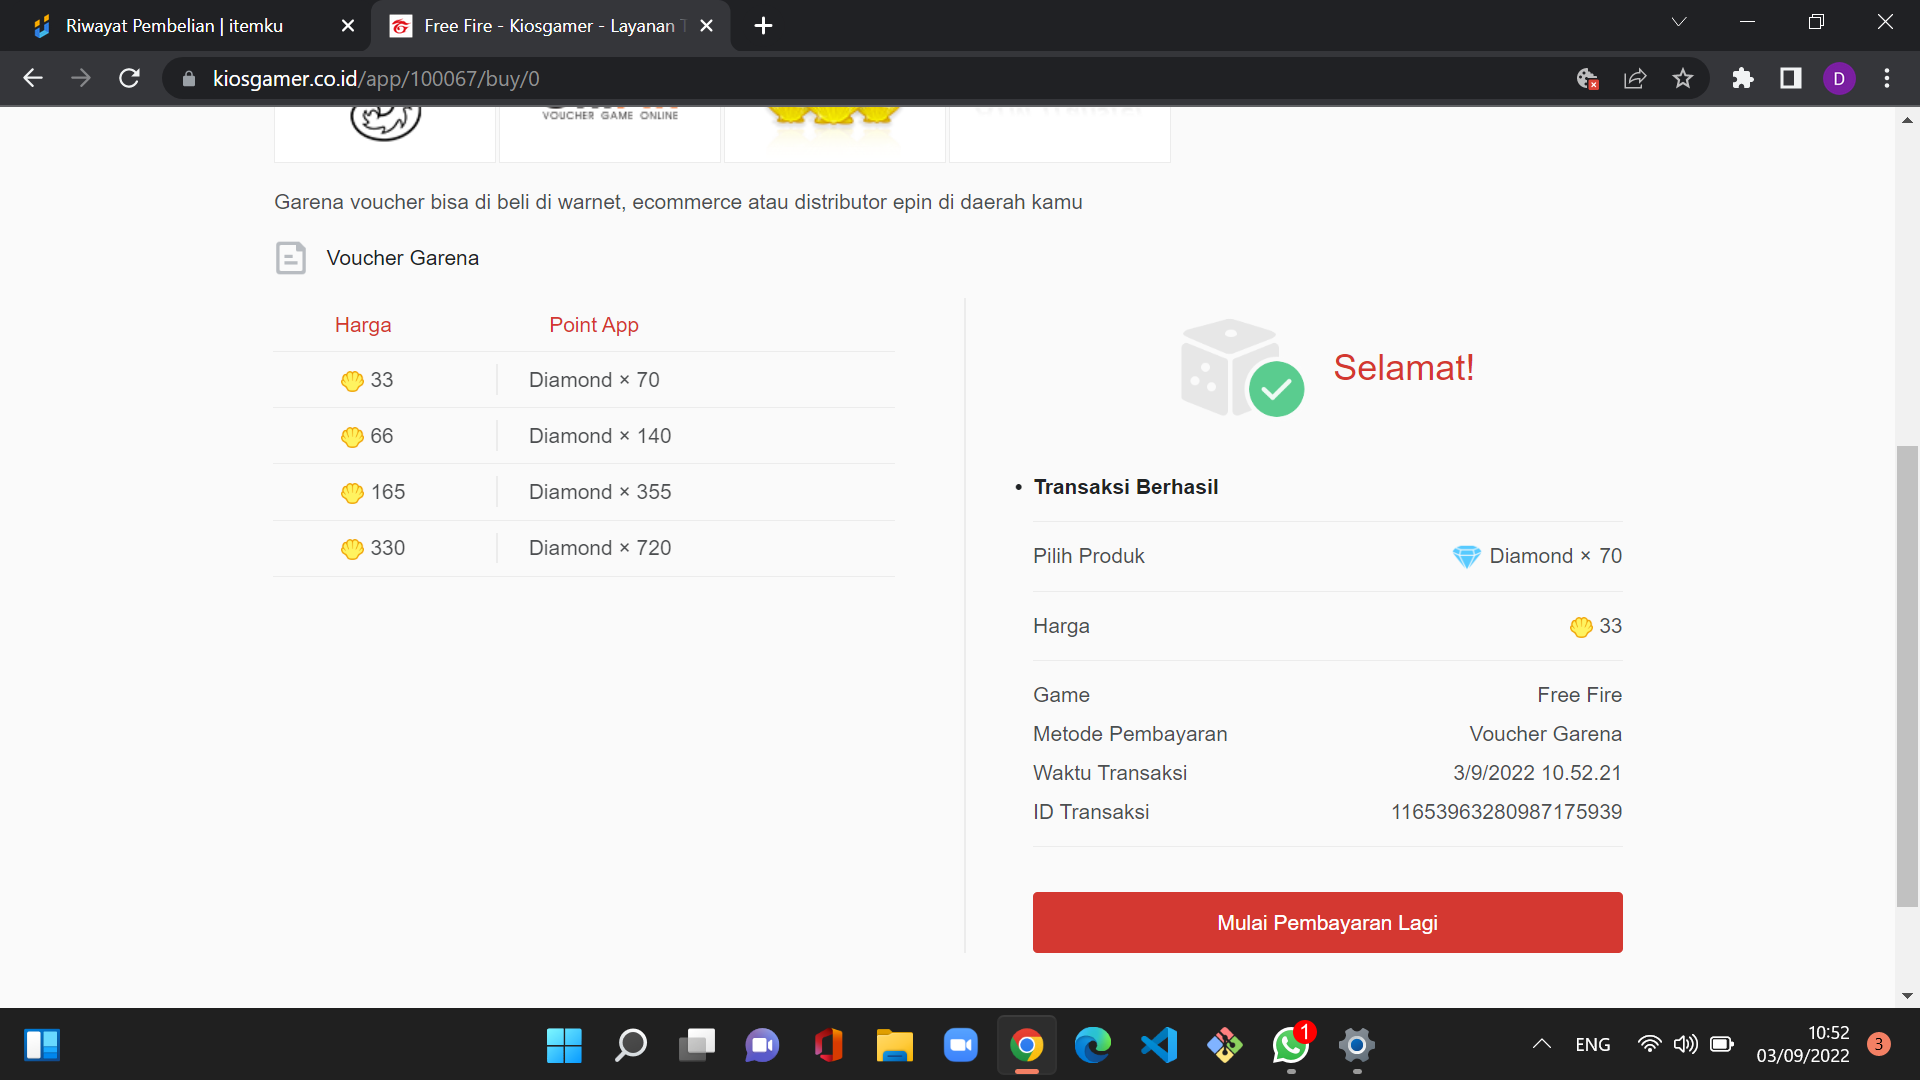 Riwayat Pembelian | itemku
Free Fire - Kiosgamer - Layanan
kiosgamer.co.id/app/100067/buy/0
D
VOUCHER GAME ONLINE
Garena voucher bisa di beli di warnet, ecommerce atau distributor epin di daerah kamu
Voucher Garena
Harga Point App
33 Diamond × 70
66 Diamond × 140
165 Diamond × 355
330 Diamond × 720
Selamat!
• Transaksi Berhasil
Pilih Produk Diamond × 70
Harga 33
Game Free Fire
Metode Pembayaran Voucher Garena
Waktu Transaksi 3/9/2022 10.52.21
ID Transaksi 11653963280987175939
Mulai Pembayaran Lagi
1
ENG
10:52
03/09/2022
3